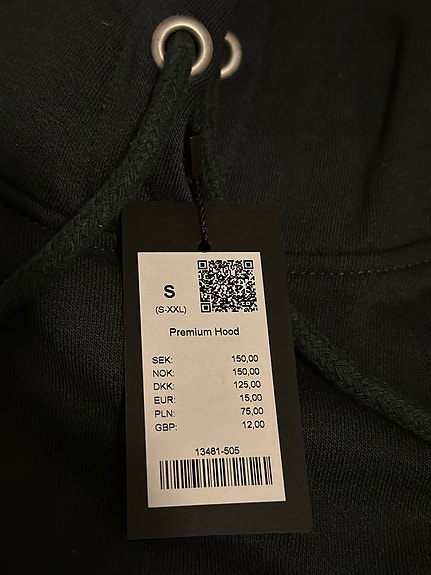 S
(S-XXL)
Premium Hood
SEK: 150,00
NOK: 150,00
DKK: 125,00
EUR: 15,00
PLN: 75,00
GBP: 12,00
13481-505